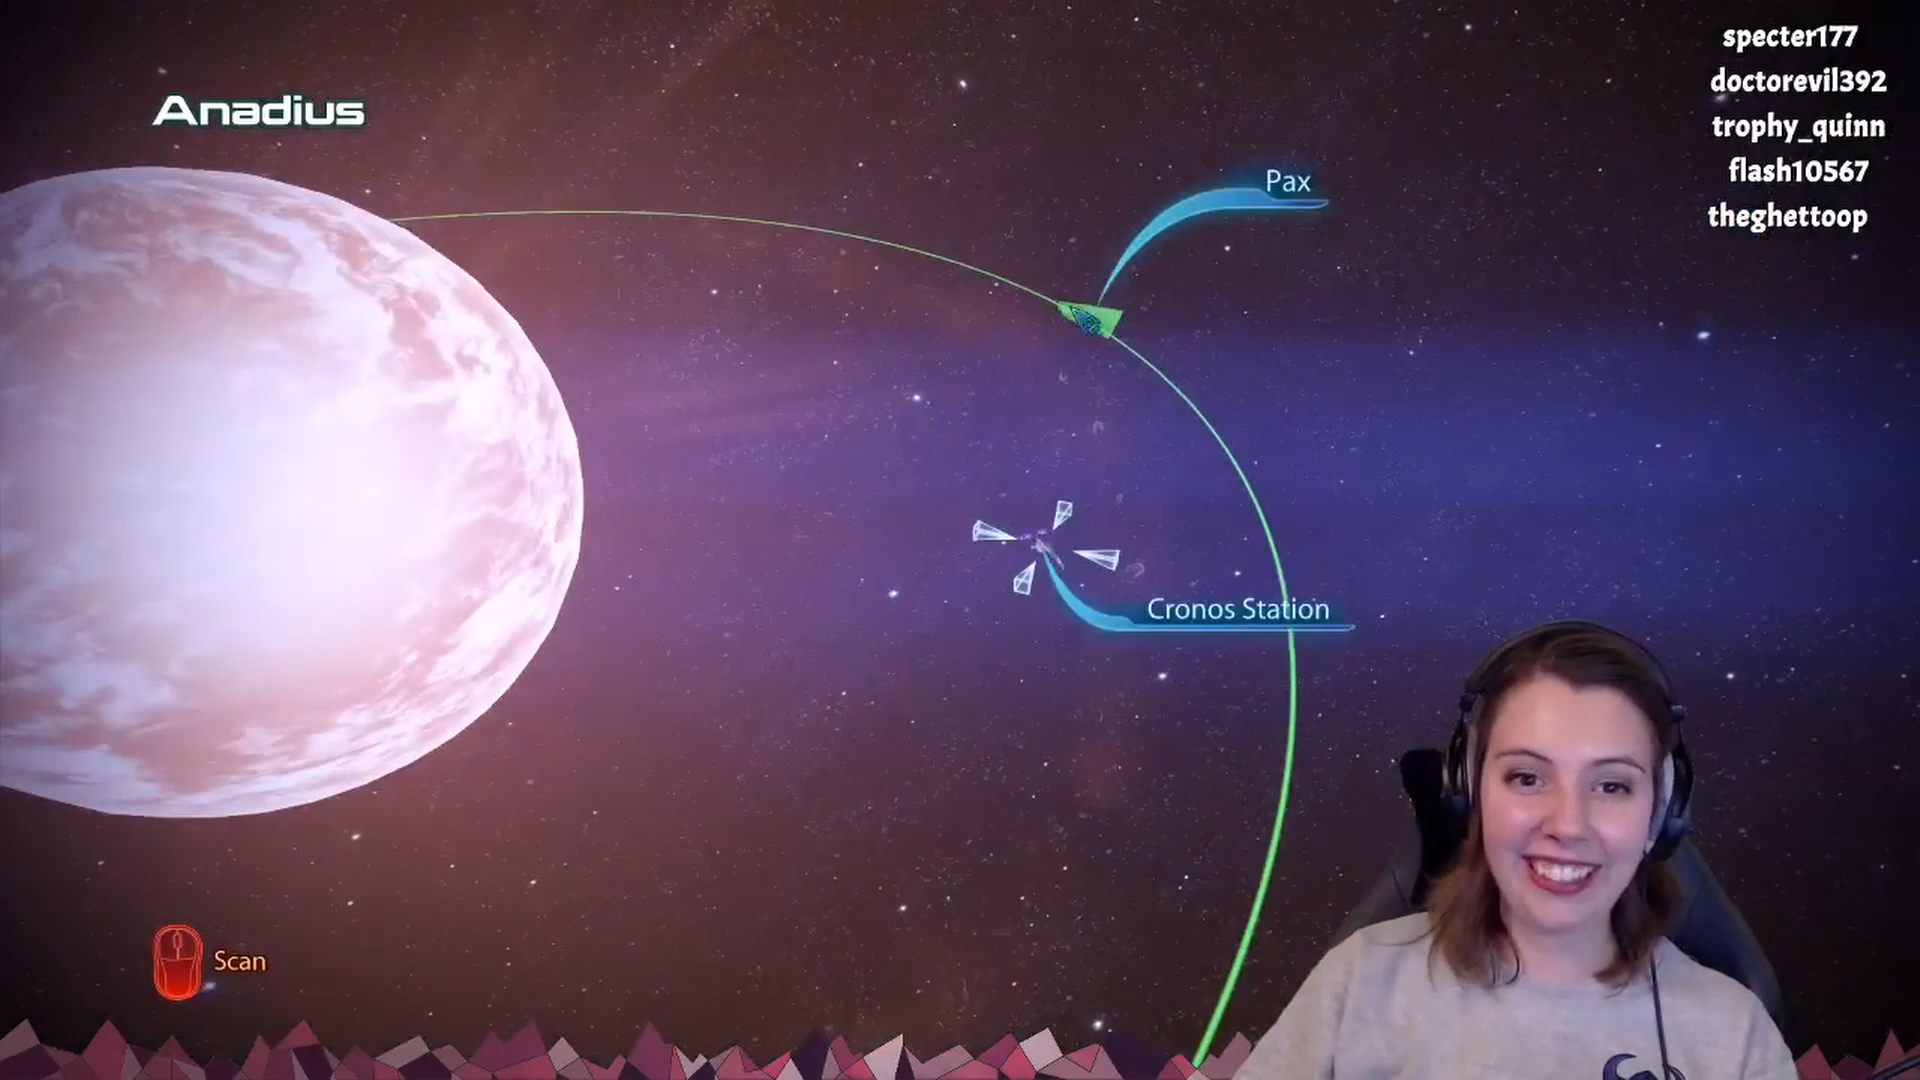 Anadius
specter177
doctorevil392
trophy_quinn
flash10567
theghettoop
Pax
Cronos Station
Scan